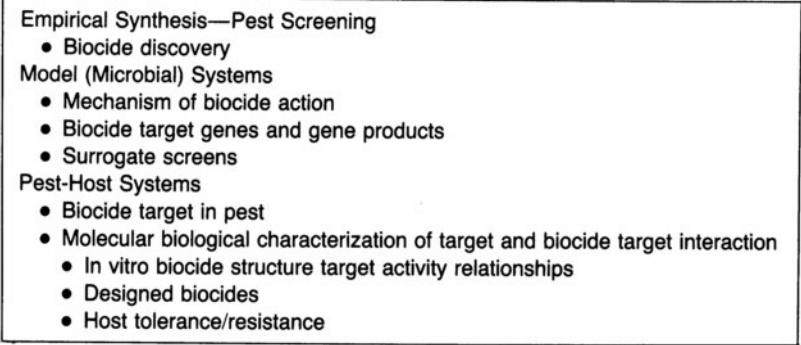 Empirical Synthesis—Pest Screening
• Biocide discovery
Model (Microbial) Systems
• Mechanism of biocide action
• Biocide target genes and gene products
• Surrogate screens
Pest-Host Systems
• Biocide target in pest
• Molecular biological characterization of target and biocide target interaction
• In vitro biocide structure target activity relationships
• Designed biocides
• Host tolerance/resistance